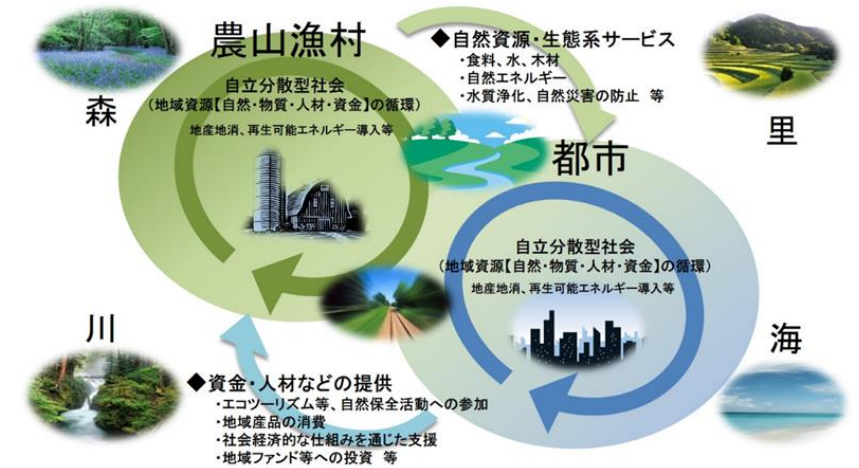 農山漁村
自立分散型社会
（地域資源【自然・物質・人材・資金】の循環）
地産地消、再生可能エネルギー導入等
◆自然資源・生態系サービス
・食料、水、木材
・自然エネルギー
・水質浄化、自然災害の防止　等
森
里
都市
自立分散型社会
（地域資源【自然・物質・人材・資金】の循環）
地産地消、再生可能エネルギー導入等
川
海
◆資金・人材などの提供
・エコツーリズム等、自然保全活動への参加
・地域産品の消費
・社会経済的な仕組みを通じた支援
・地域ファンド等への投資　等